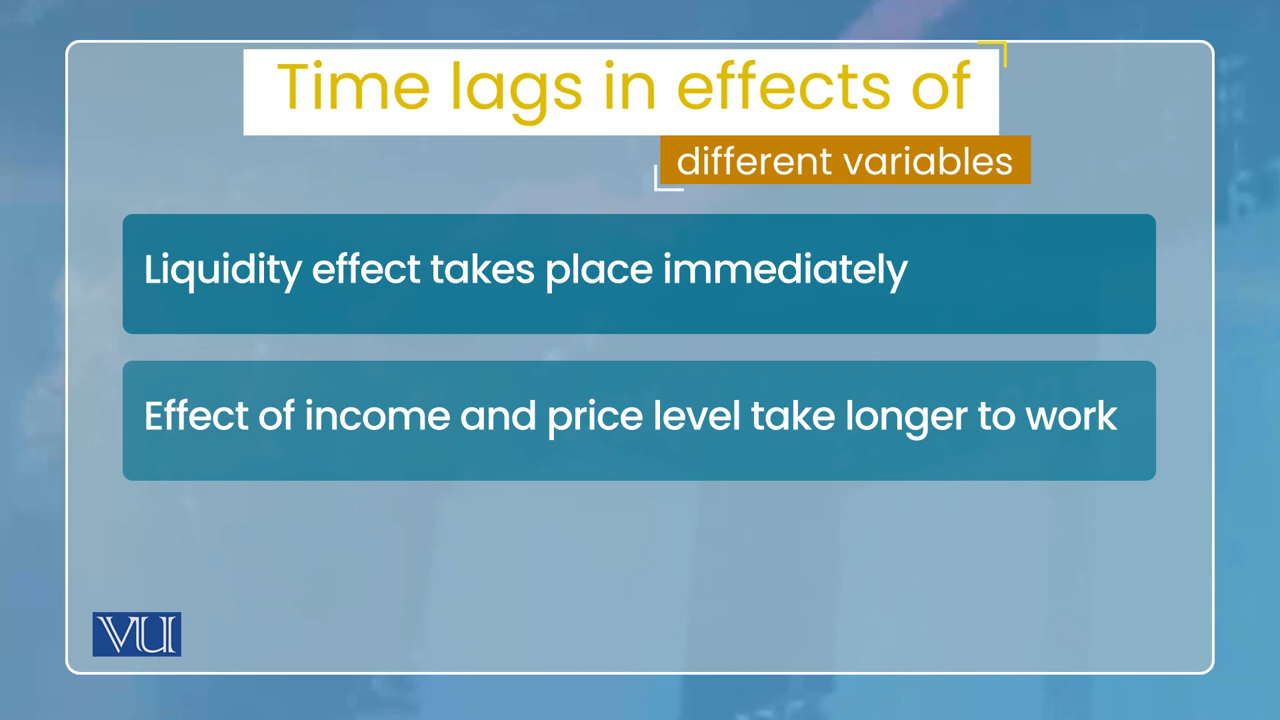 Time lags in effects of
different variables
Liquidity effect takes place immediately
Effect of income and price level take longer to work
VU